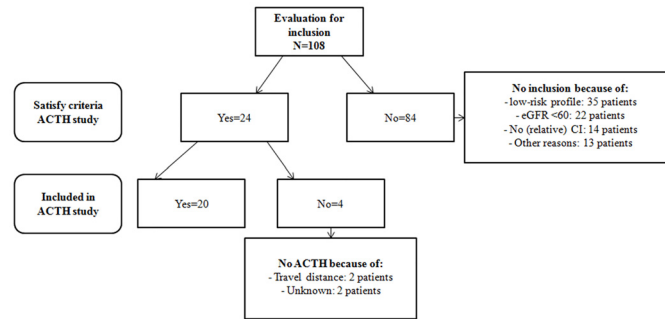 Evaluation for
inclusion
N=108
Satisfy criteria
ACTH study
Yes=24
No=84
No inclusion because of:
- low-risk profile: 35 patients
- eGFR <60: 22 patients
- No (relative) CI: 14 patients
- Other reasons: 13 patients
Included in
ACTH study
Yes=20
No=4
No ACTH because of:
- Travel distance: 2 patients
- Unknown: 2 patients